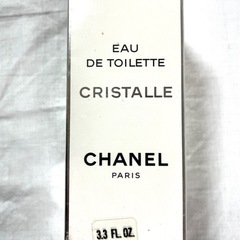 EAU
DE TOILETTE
CRISTALLE
CHANEL
PARIS
3.3 FL. OZ.